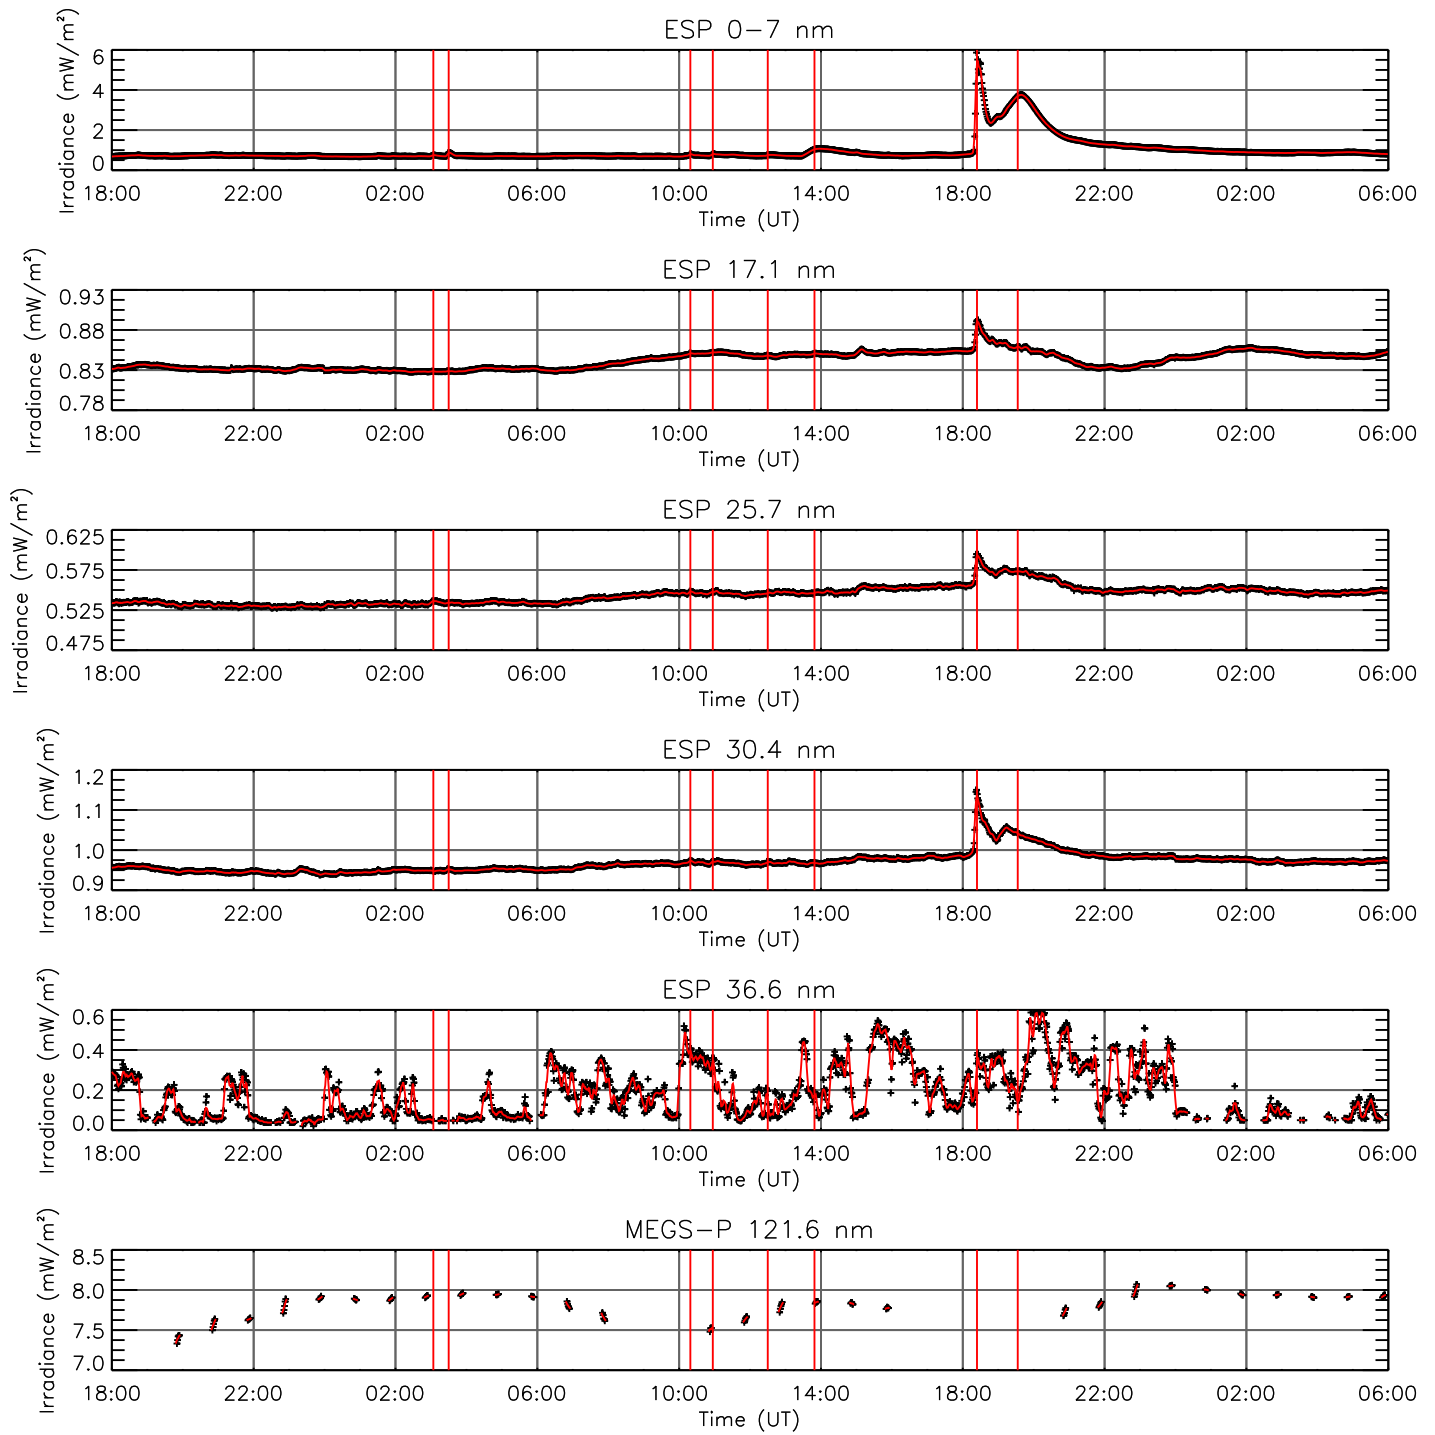 ESP 0-7 nm
Irradiance (mW/m²)
6
4
2
0
18:00 22:00 02:00 06:00 10:00 14:00 18:00 22:00 02:00 06:00
Time (UT)
ESP 17.1 nm
Irradiance (mW/m²)
0.93
0.88
0.83
0.78
18:00 22:00 02:00 06:00 10:00 14:00 18:00 22:00 02:00 06:00
Time (UT)
ESP 25.7 nm
Irradiance (mW/m²)
0.625
0.575
0.525
0.475
18:00 22:00 02:00 06:00 10:00 14:00 18:00 22:00 02:00 06:00
Time (UT)
ESP 30.4 nm
Irradiance (mW/m²)
1.2
1.1
1.0
0.9
18:00 22:00 02:00 06:00 10:00 14:00 18:00 22:00 02:00 06:00
Time (UT)
ESP 36.6 nm
Irradiance (mW/m²)
0.6
0.4
0.2
0.0
18:00 22:00 02:00 06:00 10:00 14:00 18:00 22:00 02:00 06:00
Time (UT)
MEGS-P 121.6 nm
Irradiance (mW/m²)
8.5
8.0
7.5
7.0
18:00 22:00 02:00 06:00 10:00 14:00 18:00 22:00 02:00 06:00
Time (UT)